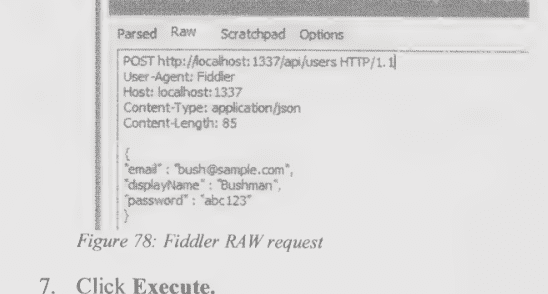 Parsed Raw Scratchpad Options
POST http://localhost:1337/api/users HTTP/1.1
User-Agent: Fiddler
Host: localhost:1337
Content-Type: application/json
Content-Length: 85
{
"email" : "bush@sample.com",
"displayName" : "Bushman",
"password" : "abc123"
}
Figure 78: Fiddler RAW request
7. Click Execute.